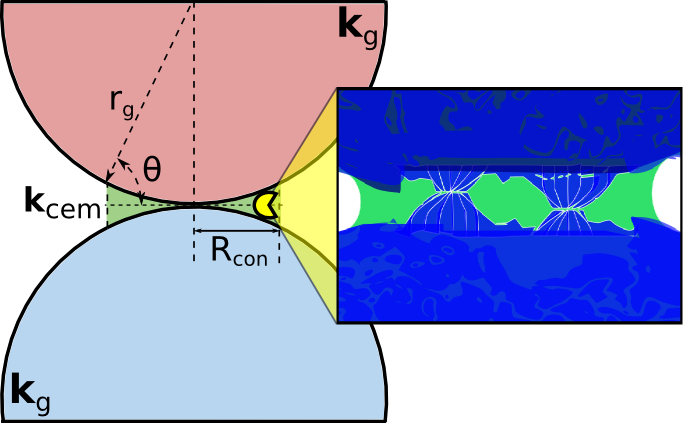 k_g
r_g
θ
k_cem
R_con
k_g